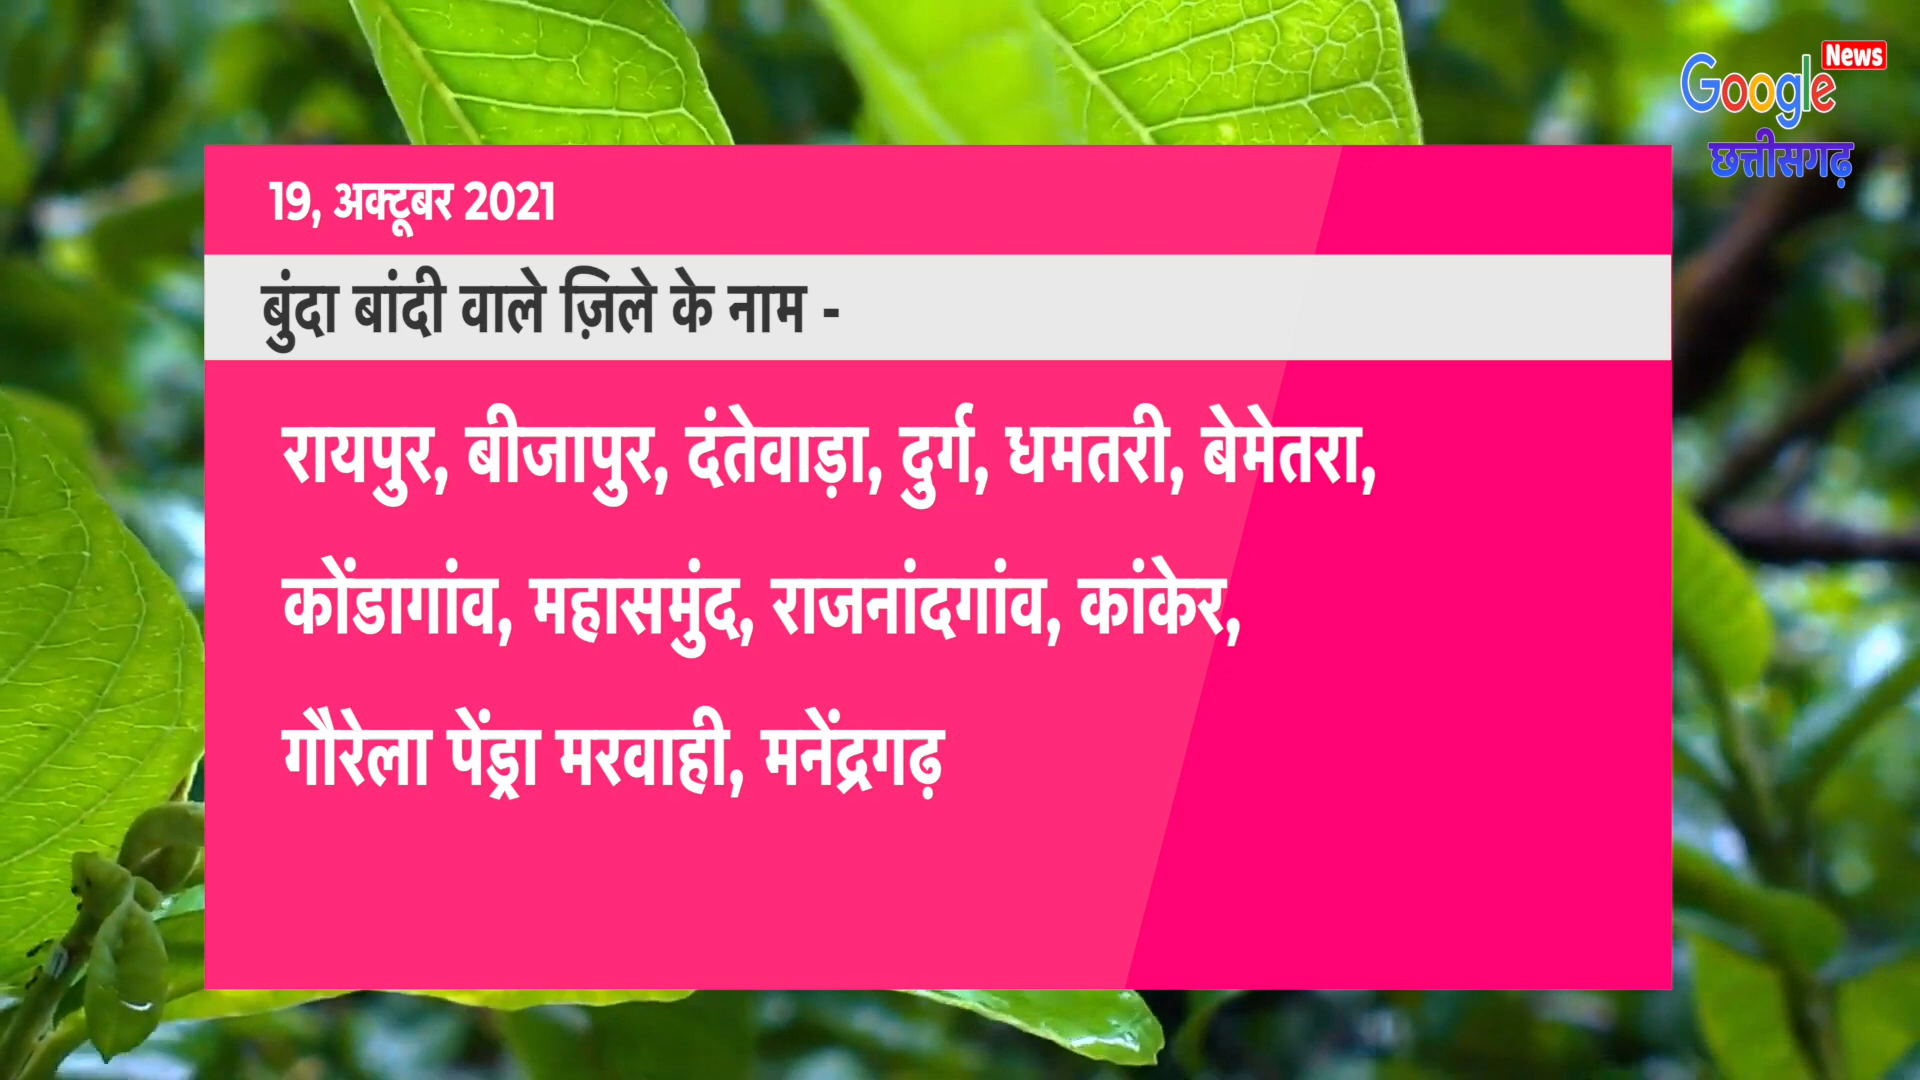 Google News
छत्तीसगढ़
19, अक्टूबर 2021
बुंदा बांदी वाले ज़िले के नाम -
रायपुर, बीजापुर, दंतेवाड़ा, दुर्ग, धमतरी, बेमेतरा,
कोंडागांव, महासमुंद, राजनांदगांव, कांकेर,
गौरेला पेंड्रा मरवाही, मनेंद्रगढ़